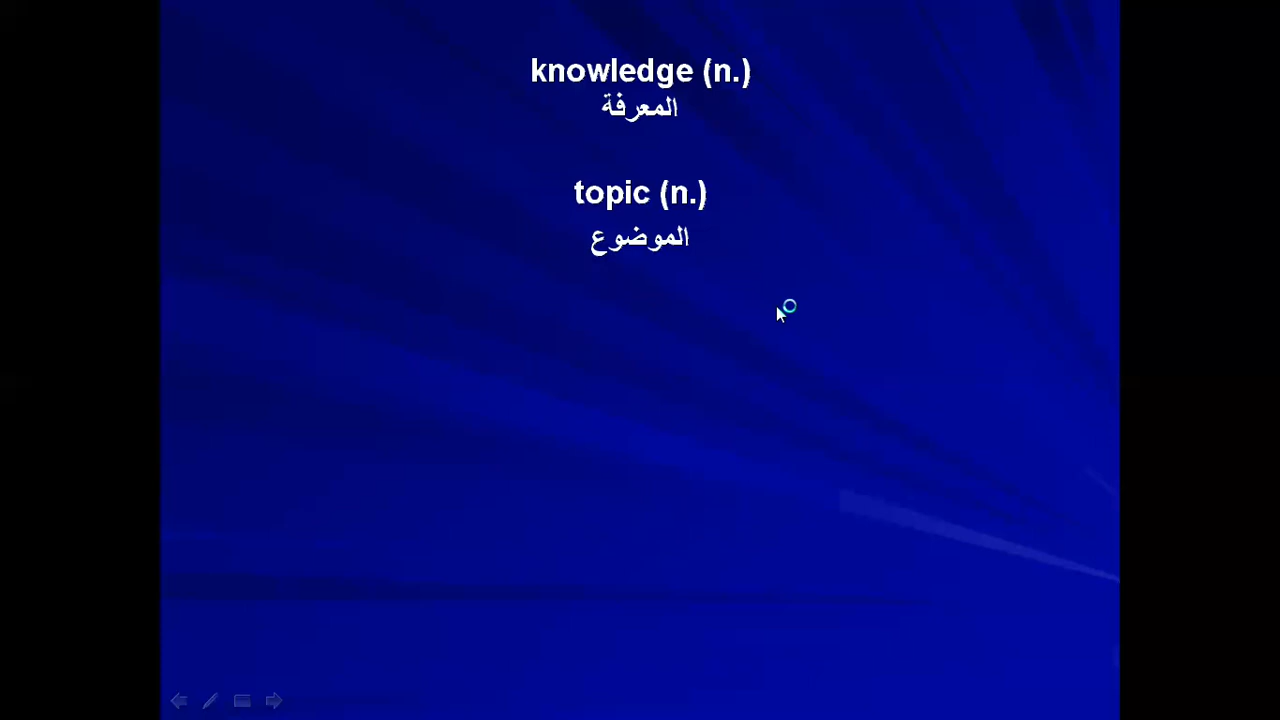 knowledge (n.)
المعرفة
topic (n.)
الموضوع